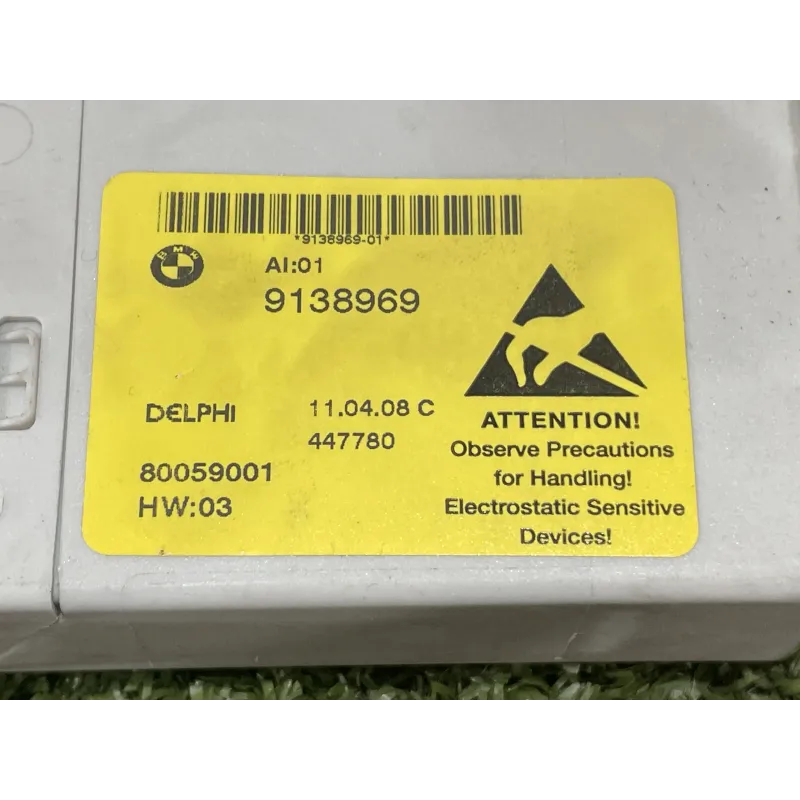 *9138969-01*
BMW
AI:01
9138969
DELPHI
11.04.08 C
447780
80059001
HW:03
ATTENTION!
Observe Precautions
for Handling!
Electrostatic Sensitive
Devices!